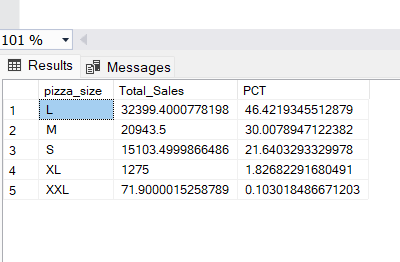 101 %
Results Messages
pizza_size Total_Sales PCT
1 L 32399.4000778198 46.4219345512879
2 M 20943.5 30.0078947122382
3 S 15103.4999866486 21.6403293329978
4 XL 1275 1.82682291680491
5 XXL 71.9000015258789 0.103018486671203